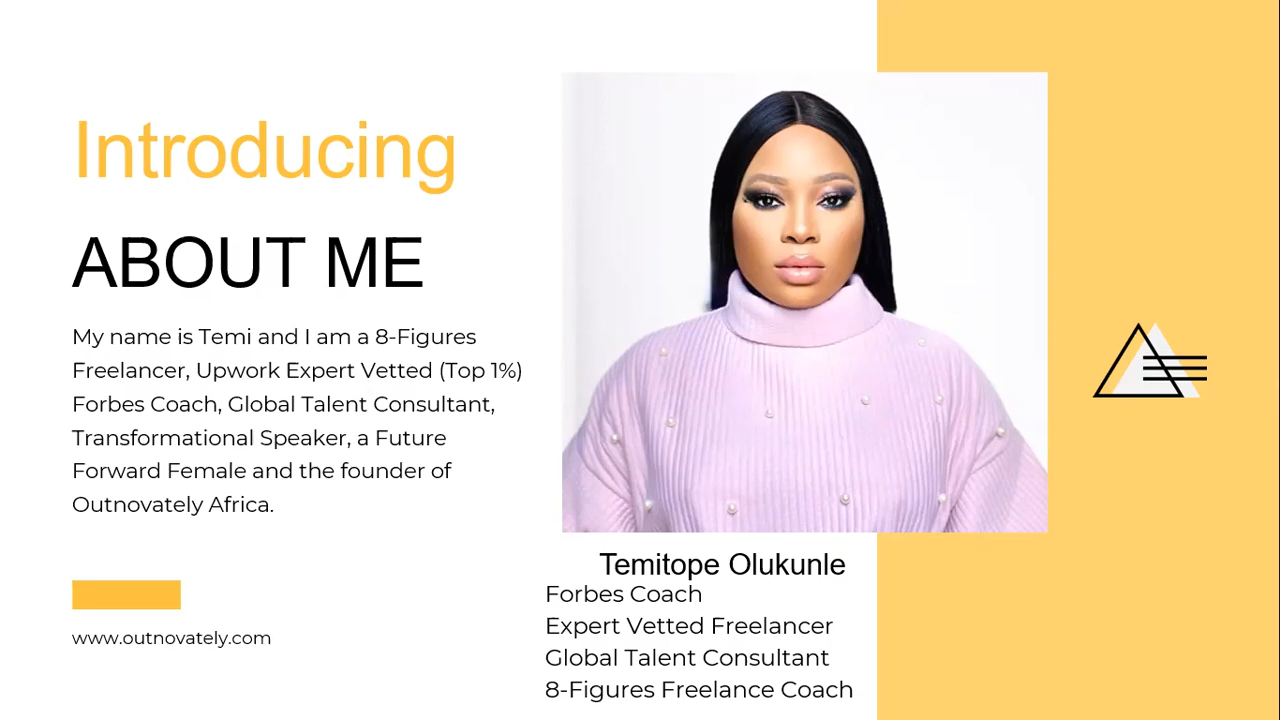 Introducing
ABOUT ME
My name is Temi and I am a 8-Figures
Freelancer, Upwork Expert Vetted (Top 1%)
Forbes Coach, Global Talent Consultant,
Transformational Speaker, a Future
Forward Female and the founder of
Outnovately Africa.
www.outnovately.com
Temitope Olukunle
Forbes Coach
Expert Vetted Freelancer
Global Talent Consultant
8-Figures Freelance Coach